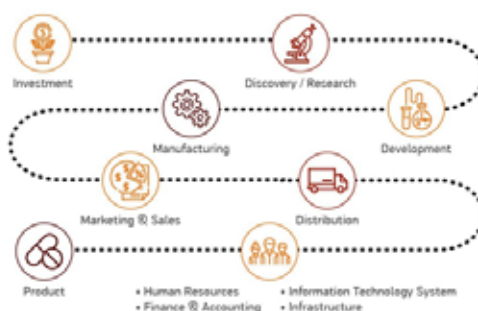 Investment
Discovery / Research
Manufacturing
Development
Marketing & Sales
Distribution
Product
• Human Resources
• Information Technology System
• Finance & Accounting
• Infrastructure